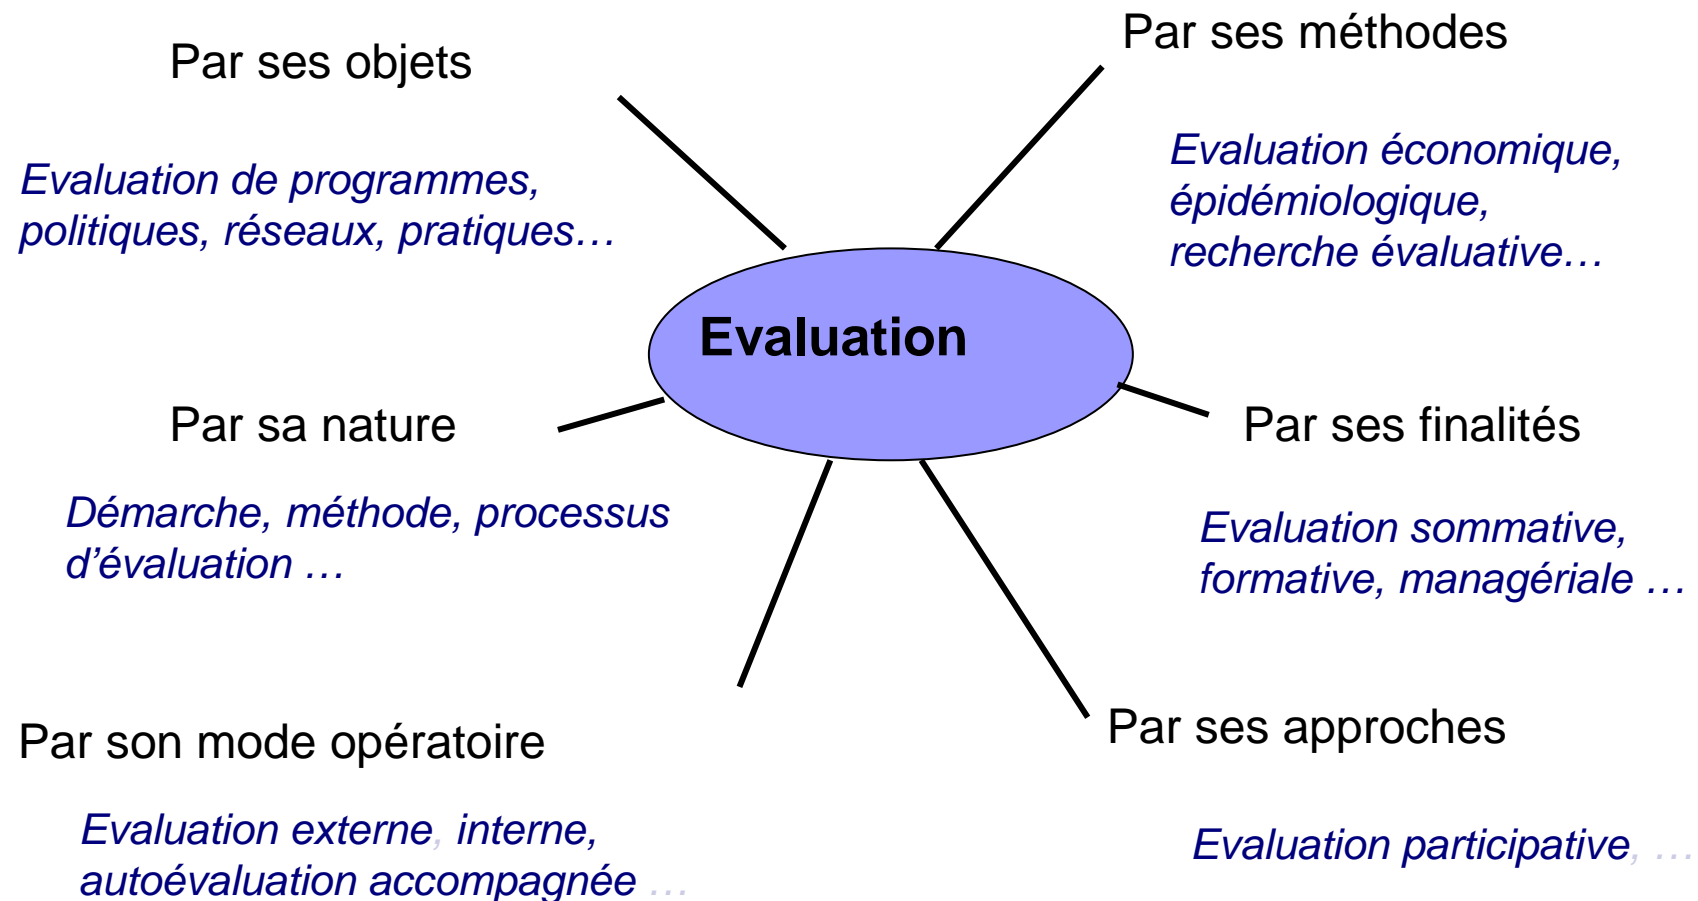 Par ses objets
Evaluation de programmes,
politiques, réseaux, pratiques…
Par ses méthodes
Evaluation économique,
épidémiologique,
recherche évaluative…
Evaluation
Par sa nature
Démarche, méthode, processus
d’évaluation …
Par ses finalités
Evaluation sommative,
formative, managériale …
Par son mode opératoire
Evaluation externe, interne,
autoévaluation accompagnée …
Par ses approches
Evaluation participative, …